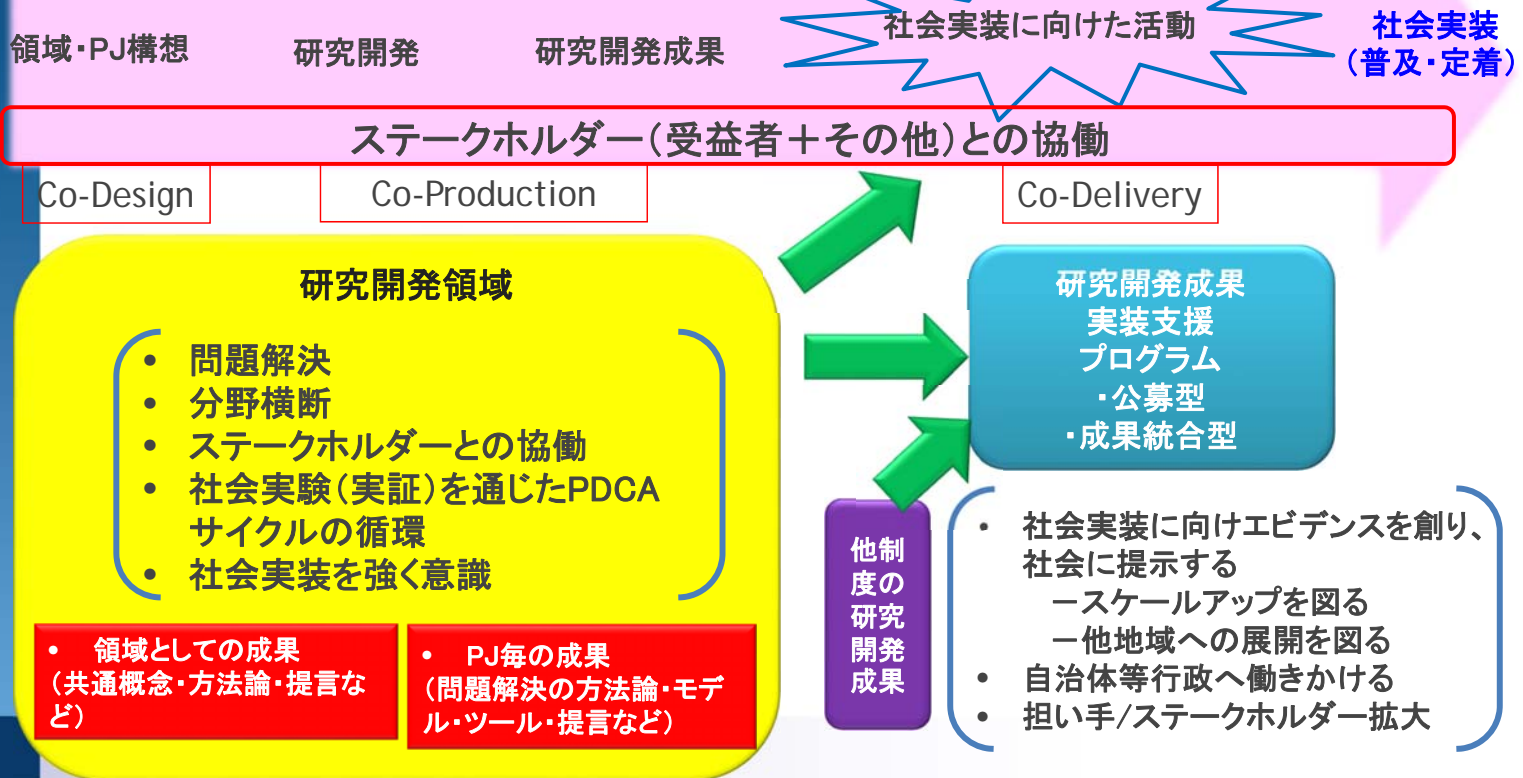 領域・PJ構想
研究開発
研究開発成果
社会実装に向けた活動
社会実装
（普及・定着）
ステークホルダー（受益者＋その他）との協働
Co-Design
Co-Production
Co-Delivery
研究開発領域
• 問題解決
• 分野横断
• ステークホルダーとの協働
• 社会実験（実証）を通じたPDCA
サイクルの循環
• 社会実装を強く意識
• 領域としての成果
（共通概念・方法論・提言な
ど）
• PJ毎の成果
（問題解決の方法論・モデ
ル・ツール・提言など）
他制
度の
研究
開発
成果
研究開発成果
実装支援
プログラム
・公募型
・成果統合型
• 社会実装に向けエビデンスを創り、
社会に提示する
－スケールアップを図る
－他地域への展開を図る
• 自治体等行政へ働きかける
• 担い手/ステークホルダー拡大